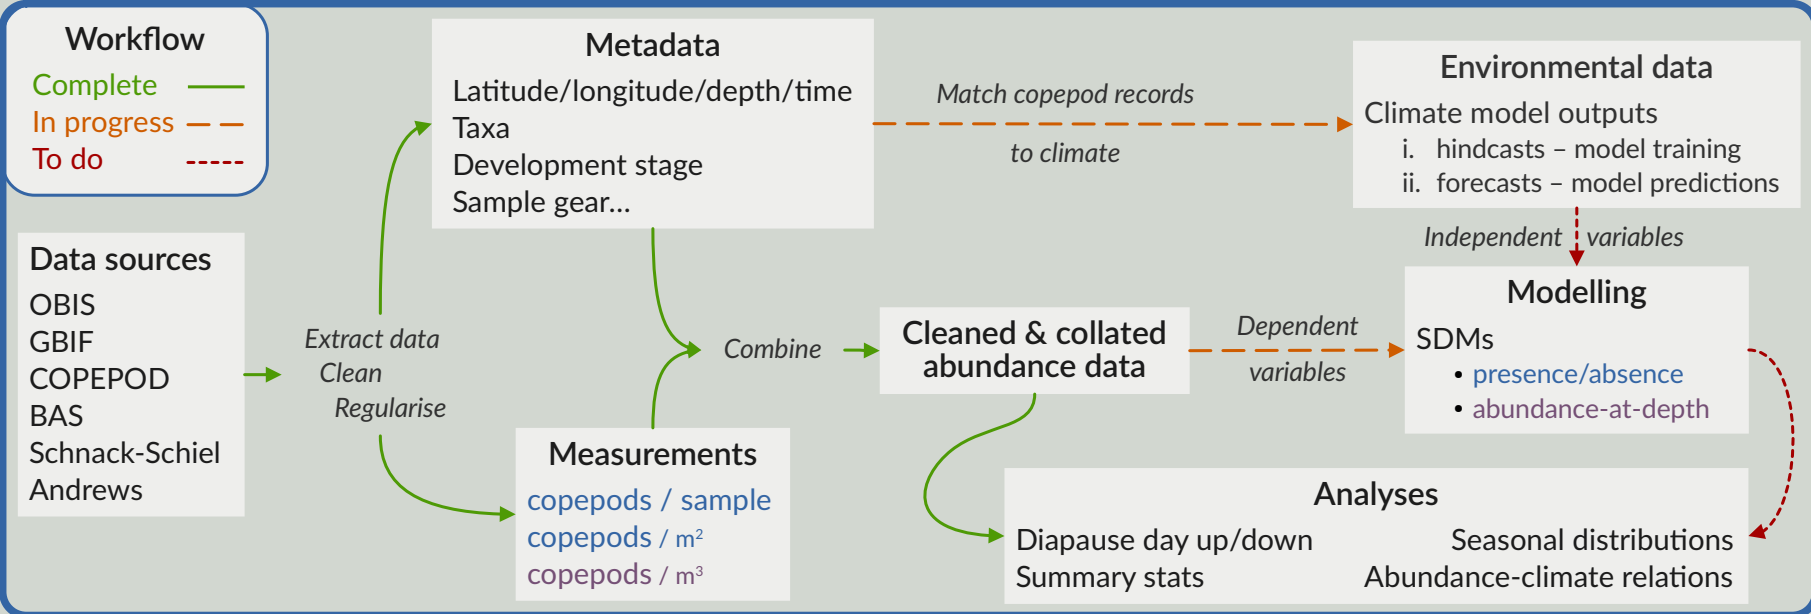 Workflow
Complete
In progress
To do
Data sources
OBIS
GBIF
COPEPOD
BAS
Schnack-Schiel
Andrews
Extract data
Clean
Regularise
Metadata
Latitude/longitude/depth/time
Taxa
Development stage
Sample gear...
Measurements
copepods / sample
copepods / m²
copepods / m³
Combine
Cleaned & collated
abundance data
Match copepod records
to climate
Environmental data
Climate model outputs
i. hindcasts – model training
ii. forecasts – model predictions
Independent variables
Dependent
variables
Modelling
SDMs
• presence/absence
• abundance-at-depth
Analyses
Diapause day up/down
Summary stats
Seasonal distributions
Abundance-climate relations